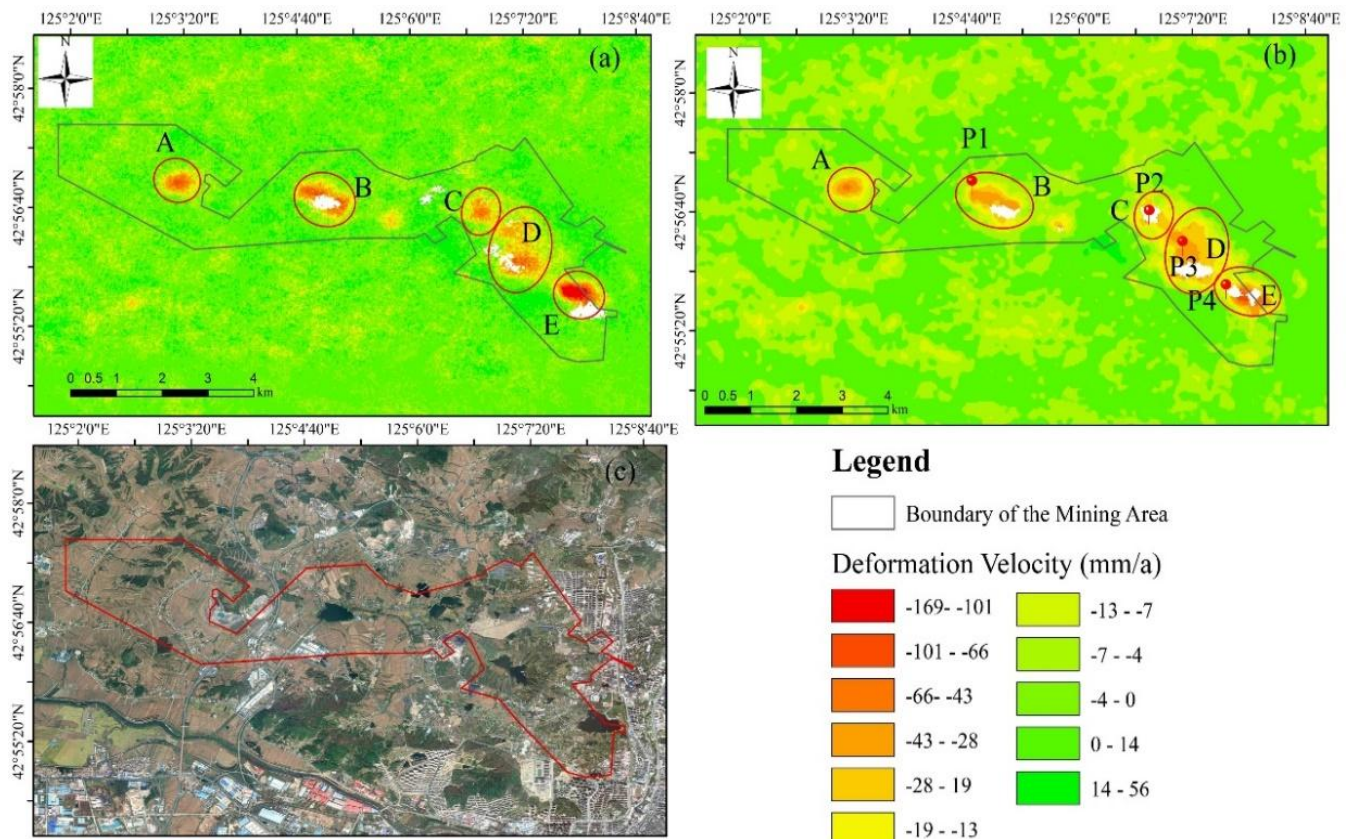 125°2'0"E 125°3'20"E 125°4'40"E 125°6'0"E 125°7'20"E 125°8'40"E
125°2'0"E 125°3'20"E 125°4'40"E 125°6'0"E 125°7'20"E 125°8'40"E
N
(a)
42°58'0"N
42°56'40"N
42°55'20"N
A
B
C
D
E
0 0.5 1 2 3 4
km
N
(b)
42°58'0"N
42°56'40"N
42°55'20"N
P1
A
B
P2
C
D
P3
P4
E
0 0.5 1 2 3 4
km
125°2'0"E 125°3'20"E 125°4'40"E 125°6'0"E 125°7'20"E 125°8'40"E
(c)
42°58'0"N
42°56'40"N
42°55'20"N
Legend
Boundary of the Mining Area
Deformation Velocity (mm/a)
-169- -101
-101 - -66
-66- -43
-43 - -28
-28 - 19
-19 - -13
-13 - -7
-7 - -4
-4 - 0
0 - 14
14 - 56